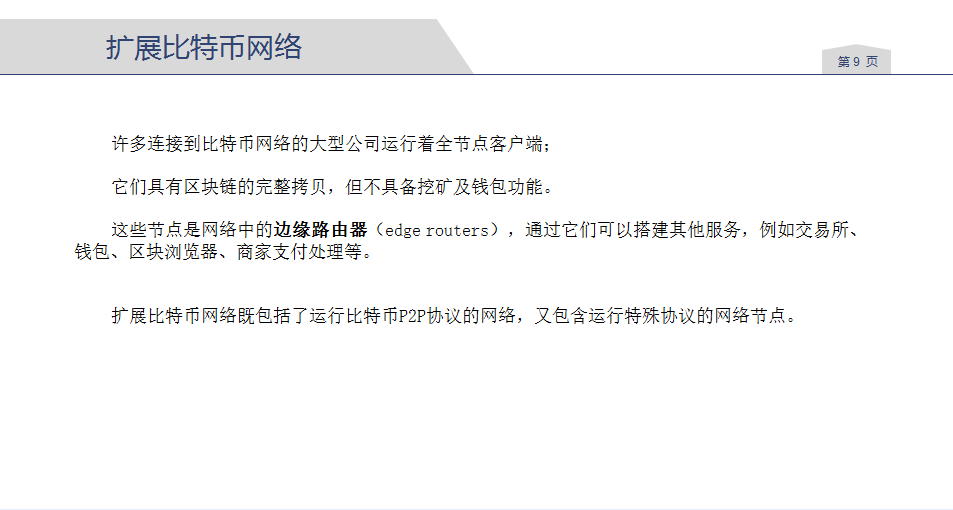 扩展比特币网络
第 9 页
许多连接到比特币网络的大型公司运行着全节点客户端；
它们具有区块链的完整拷贝，但不具备挖矿及钱包功能。
这些节点是网络中的边缘路由器（edge routers），通过它们可以搭建其他服务，例如交易所、
钱包、区块浏览器、商家支付处理等。
扩展比特币网络既包括了运行比特币P2P协议的网络，又包含运行特殊协议的网络节点。